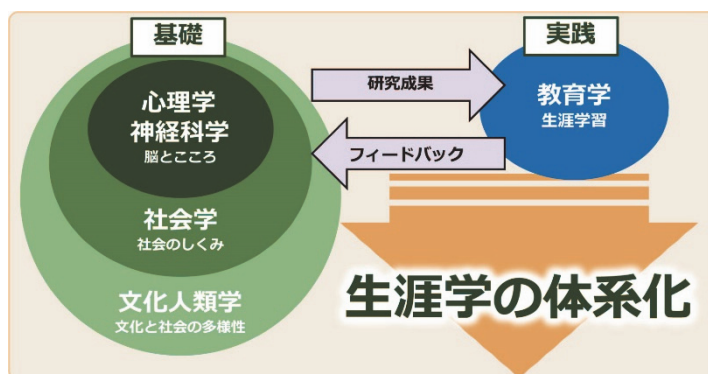 基礎
心理学
神経科学
脳とこころ
社会学
社会のしくみ
文化人類学
文化と社会の多様性
研究成果
フィードバック
実践
教育学
生涯学習
生涯学の体系化